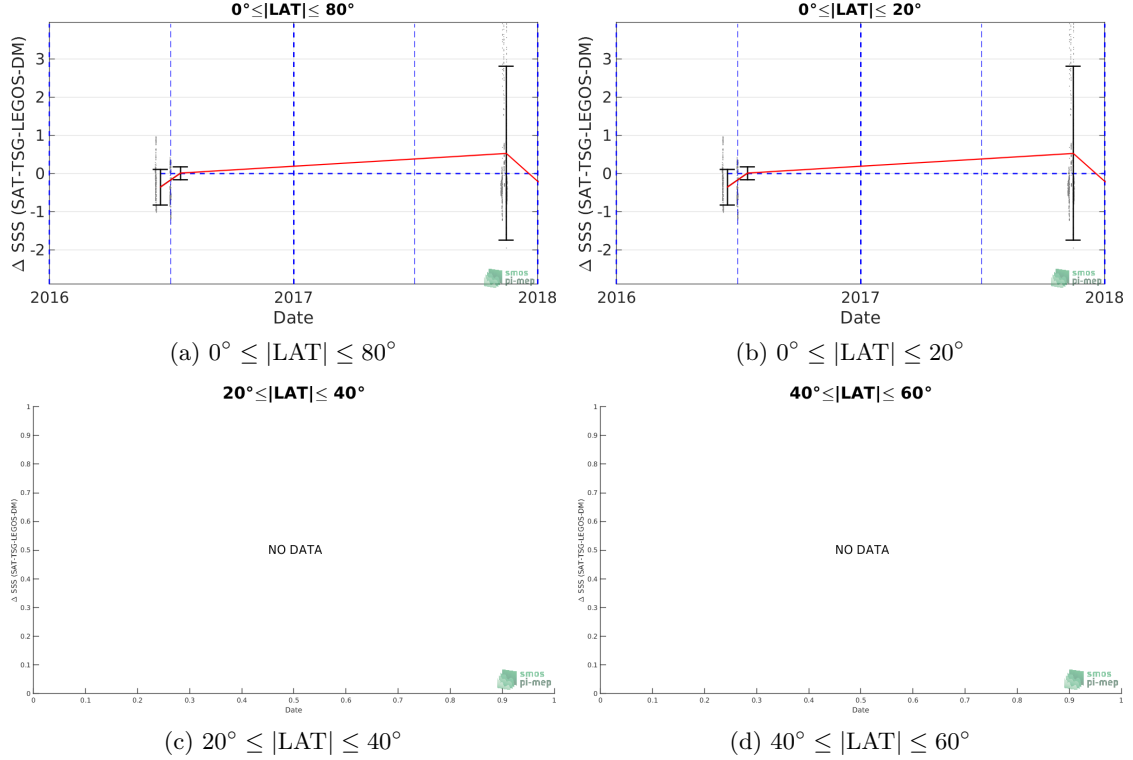 0°≤|LAT|≤ 80°
Δ SSS (SAT-TSG-LEGOS-DM)
3
2
1
0
-1
-2
smos
pi-mep
2016
2017
2018
Date
(a) 0° ≤ |LAT| ≤ 80°
0°≤|LAT|≤ 20°
Δ SSS (SAT-TSG-LEGOS-DM)
3
2
1
0
-1
-2
smos
pi-mep
2016
2017
2018
Date
(b) 0° ≤ |LAT| ≤ 20°
20°≤|LAT|≤ 40°
Δ SSS (SAT-TSG-LEGOS-DM)
1
0.9
0.8
0.7
0.6
0.5
0.4
0.3
0.2
0.1
0
NO DATA
smos
pi-mep
0
0.1
0.2
0.3
0.4
0.5
0.6
0.7
0.8
0.9
1
Date
(c) 20° ≤ |LAT| ≤ 40°
40°≤|LAT|≤ 60°
Δ SSS (SAT-TSG-LEGOS-DM)
1
0.9
0.8
0.7
0.6
0.5
0.4
0.3
0.2
0.1
0
NO DATA
smos
pi-mep
0
0.1
0.2
0.3
0.4
0.5
0.6
0.7
0.8
0.9
1
Date
(d) 40° ≤ |LAT| ≤ 60°